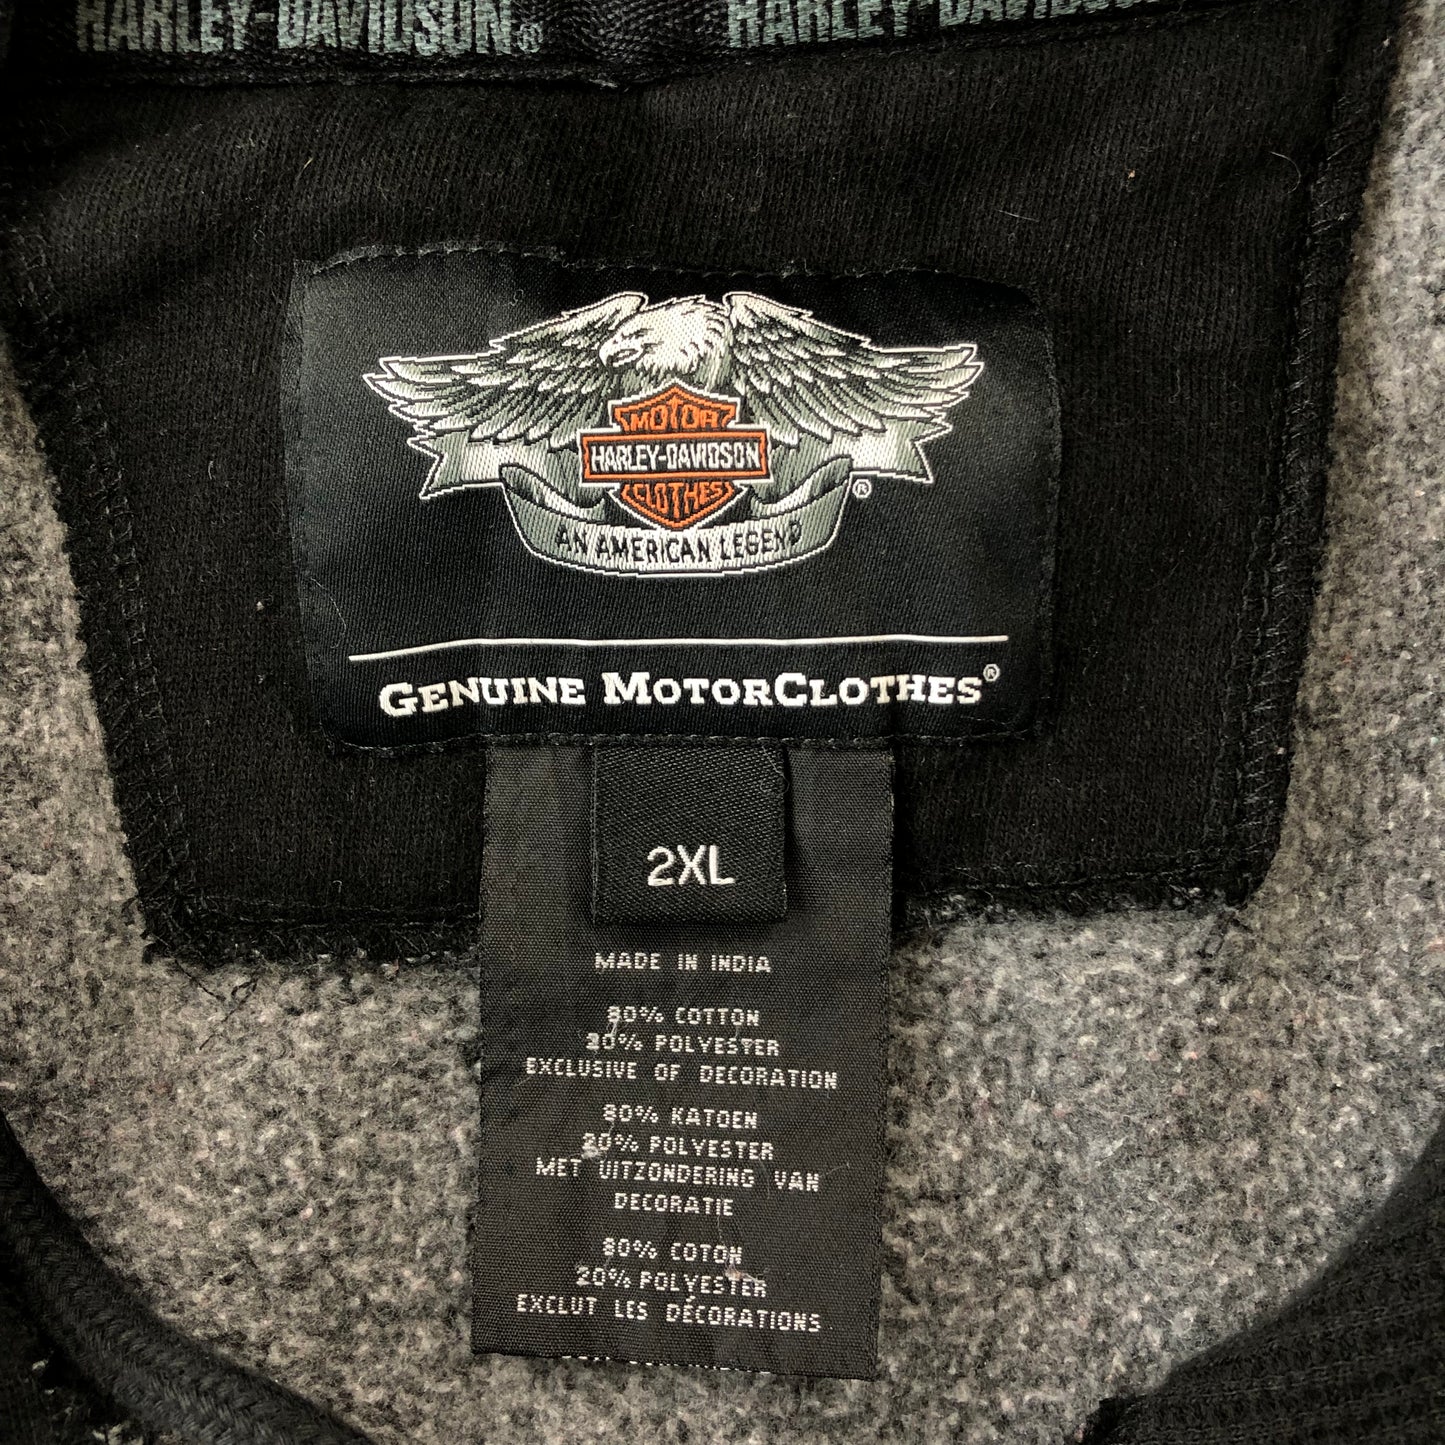 HARLEY-DAVIDSON® HARLEY-DAVIDSON
MOTOR
HARLEY-DAVIDSON
CLOTHES
®
AN AMERICAN LEGEND
GENUINE MOTORCLOTHES®
2XL
MADE IN INDIA
80% COTTON
20% POLYESTER
EXCLUSIVE OF DECORATION
80% KATOEN
20% POLYESTER
MET UITZONDERING VAN
DECORATIE
80% COTON
20% POLYESTER
EXCLUT LES DÉCORATIONS